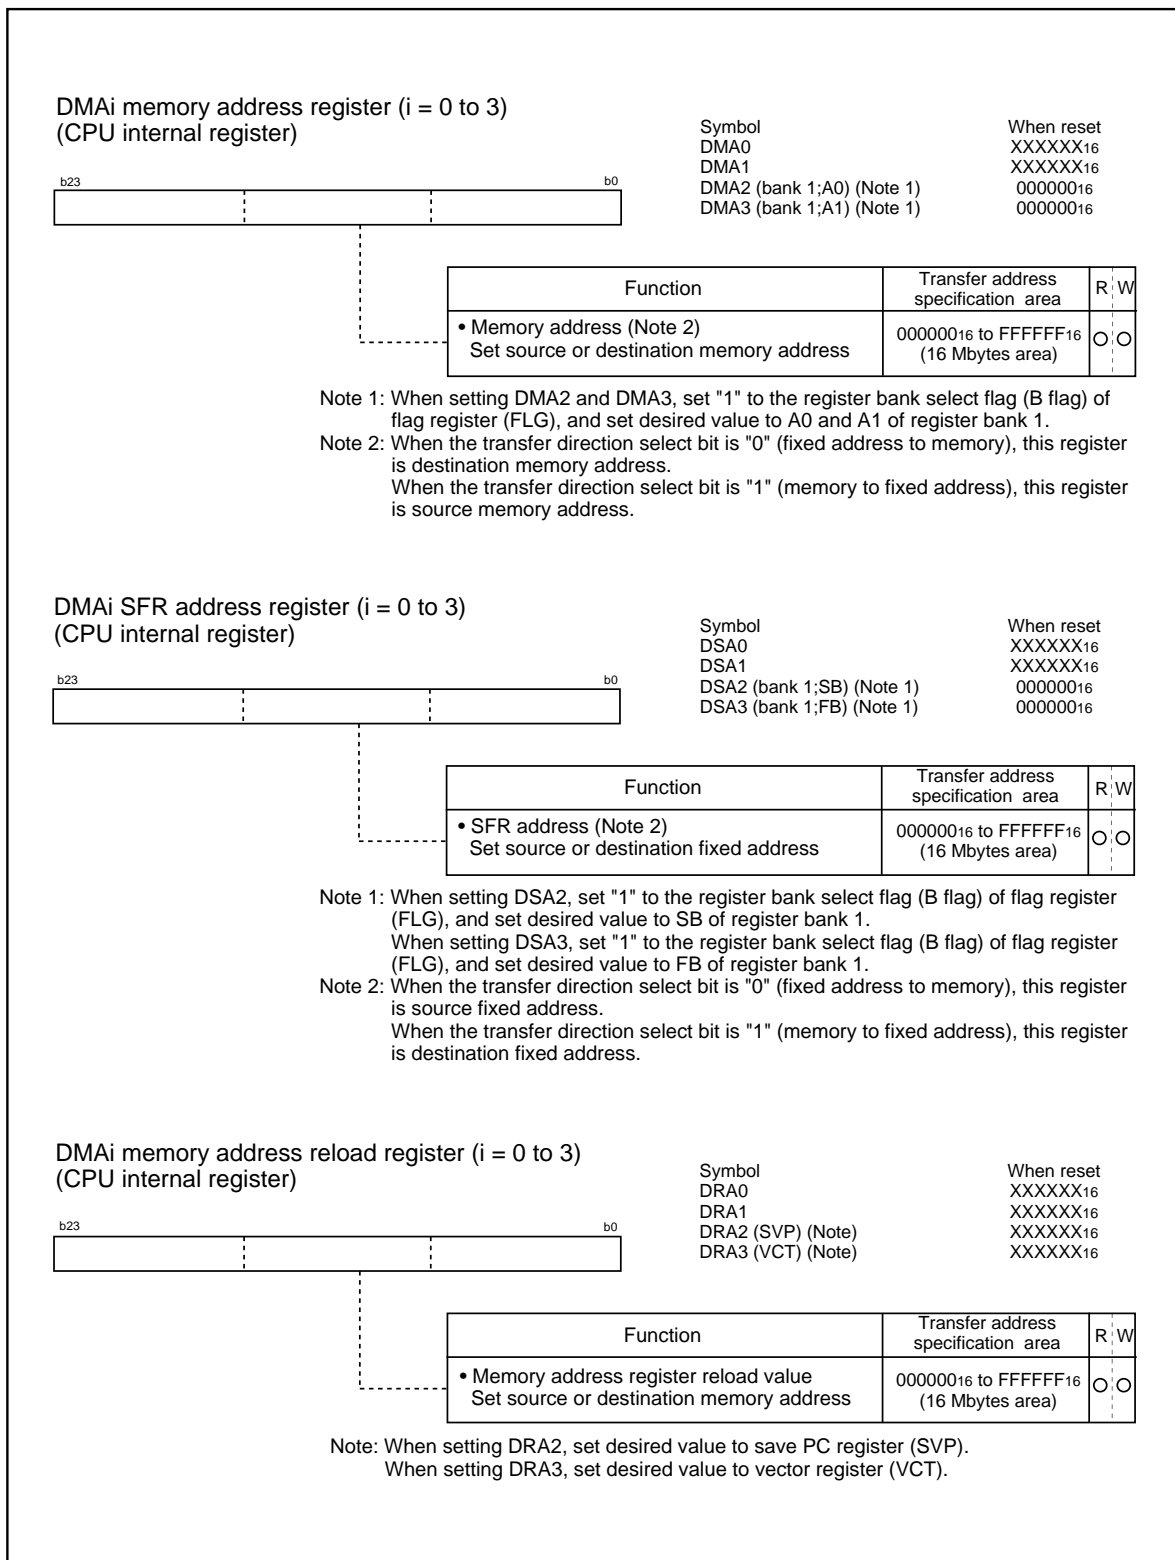 DMAi memory address register (i = 0 to 3)
(CPU internal register)
Symbol When reset
DMA0 XXXXXX16
DMA1 XXXXXX16
DMA2 (bank 1;A0) (Note 1) 00000016
DMA3 (bank 1;A1) (Note 1) 00000016
b23 b0
Function Transfer address specification area R W
• Memory address (Note 2)
Set source or destination memory address
00000016 to FFFFFF16
(16 Mbytes area)
○ ○
Note 1: When setting DMA2 and DMA3, set "1" to the register bank select flag (B flag) of
flag register (FLG), and set desired value to A0 and A1 of register bank 1.
Note 2: When the transfer direction select bit is "0" (fixed address to memory), this register
is destination memory address.
When the transfer direction select bit is "1" (memory to fixed address), this register
is source memory address.
DMAi SFR address register (i = 0 to 3)
(CPU internal register)
Symbol When reset
DSA0 XXXXXX16
DSA1 XXXXXX16
DSA2 (bank 1;SB) (Note 1) 00000016
DSA3 (bank 1;FB) (Note 1) 00000016
b23 b0
Function Transfer address specification area R W
• SFR address (Note 2)
Set source or destination fixed address
00000016 to FFFFFF16
(16 Mbytes area)
○ ○
Note 1: When setting DSA2, set "1" to the register bank select flag (B flag) of flag register
(FLG), and set desired value to SB of register bank 1.
When setting DSA3, set "1" to the register bank select flag (B flag) of flag register
(FLG), and set desired value to FB of register bank 1.
Note 2: When the transfer direction select bit is "0" (fixed address to memory), this register
is source fixed address.
When the transfer direction select bit is "1" (memory to fixed address), this register
is destination fixed address.
DMAi memory address reload register (i = 0 to 3)
(CPU internal register)
Symbol When reset
DRA0 XXXXXX16
DRA1 XXXXXX16
DRA2 (SVP) (Note) XXXXXX16
DRA3 (VCT) (Note) XXXXXX16
b23 b0
Function Transfer address specification area R W
• Memory address register reload value
Set source or destination memory address
00000016 to FFFFFF16
(16 Mbytes area)
○ ○
Note: When setting DRA2, set desired value to save PC register (SVP).
When setting DRA3, set desired value to vector register (VCT).